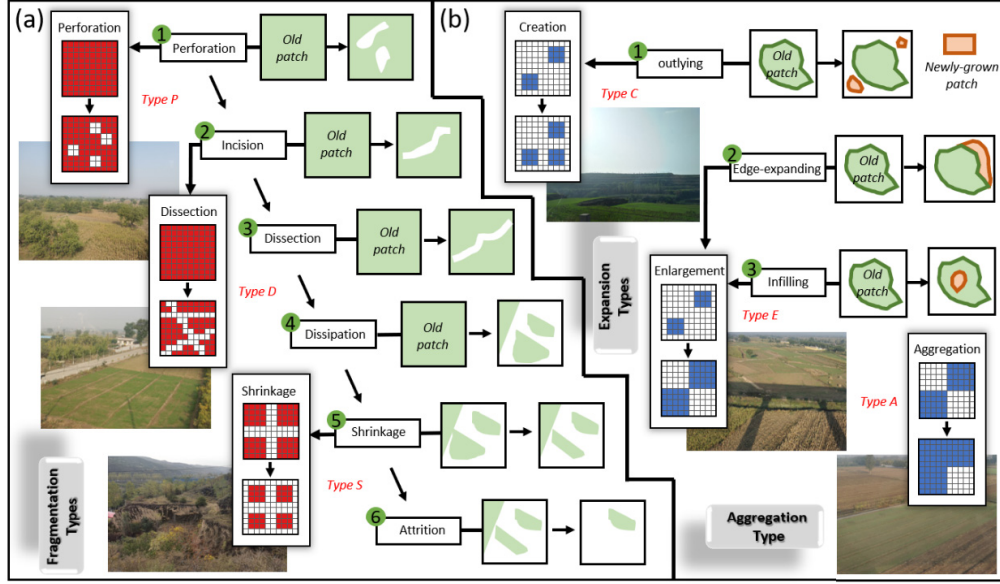 (a)
Perforation
1
Perforation
Old
patch
Type P
2
Incision
Old
patch
Dissection
3
Dissection
Old
patch
Type D
4
Dissipation
Old
patch
Shrinkage
5
Shrinkage
Type S
6
Attrition
Fragmentation
Types
(b)
Creation
1
outlying
Old
patch
Newly-grown
patch
Type C
2
Edge-expanding
Old
patch
Expansion
Types
Enlargement
3
Infilling
Old
patch
Type E
Aggregation
Type A
Aggregation
Type